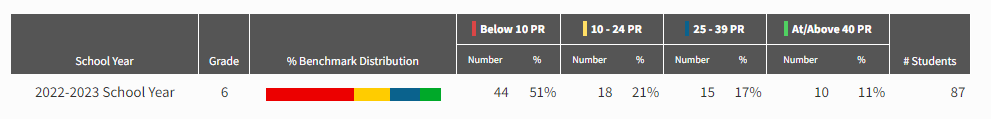 Below 10 PR 10 - 24 PR 25 - 39 PR At/Above 40 PR
School Year Grade % Benchmark Distribution Number % Number % Number % Number % # Students
2022-2023 School Year 6 44 51% 18 21% 15 17% 10 11% 87